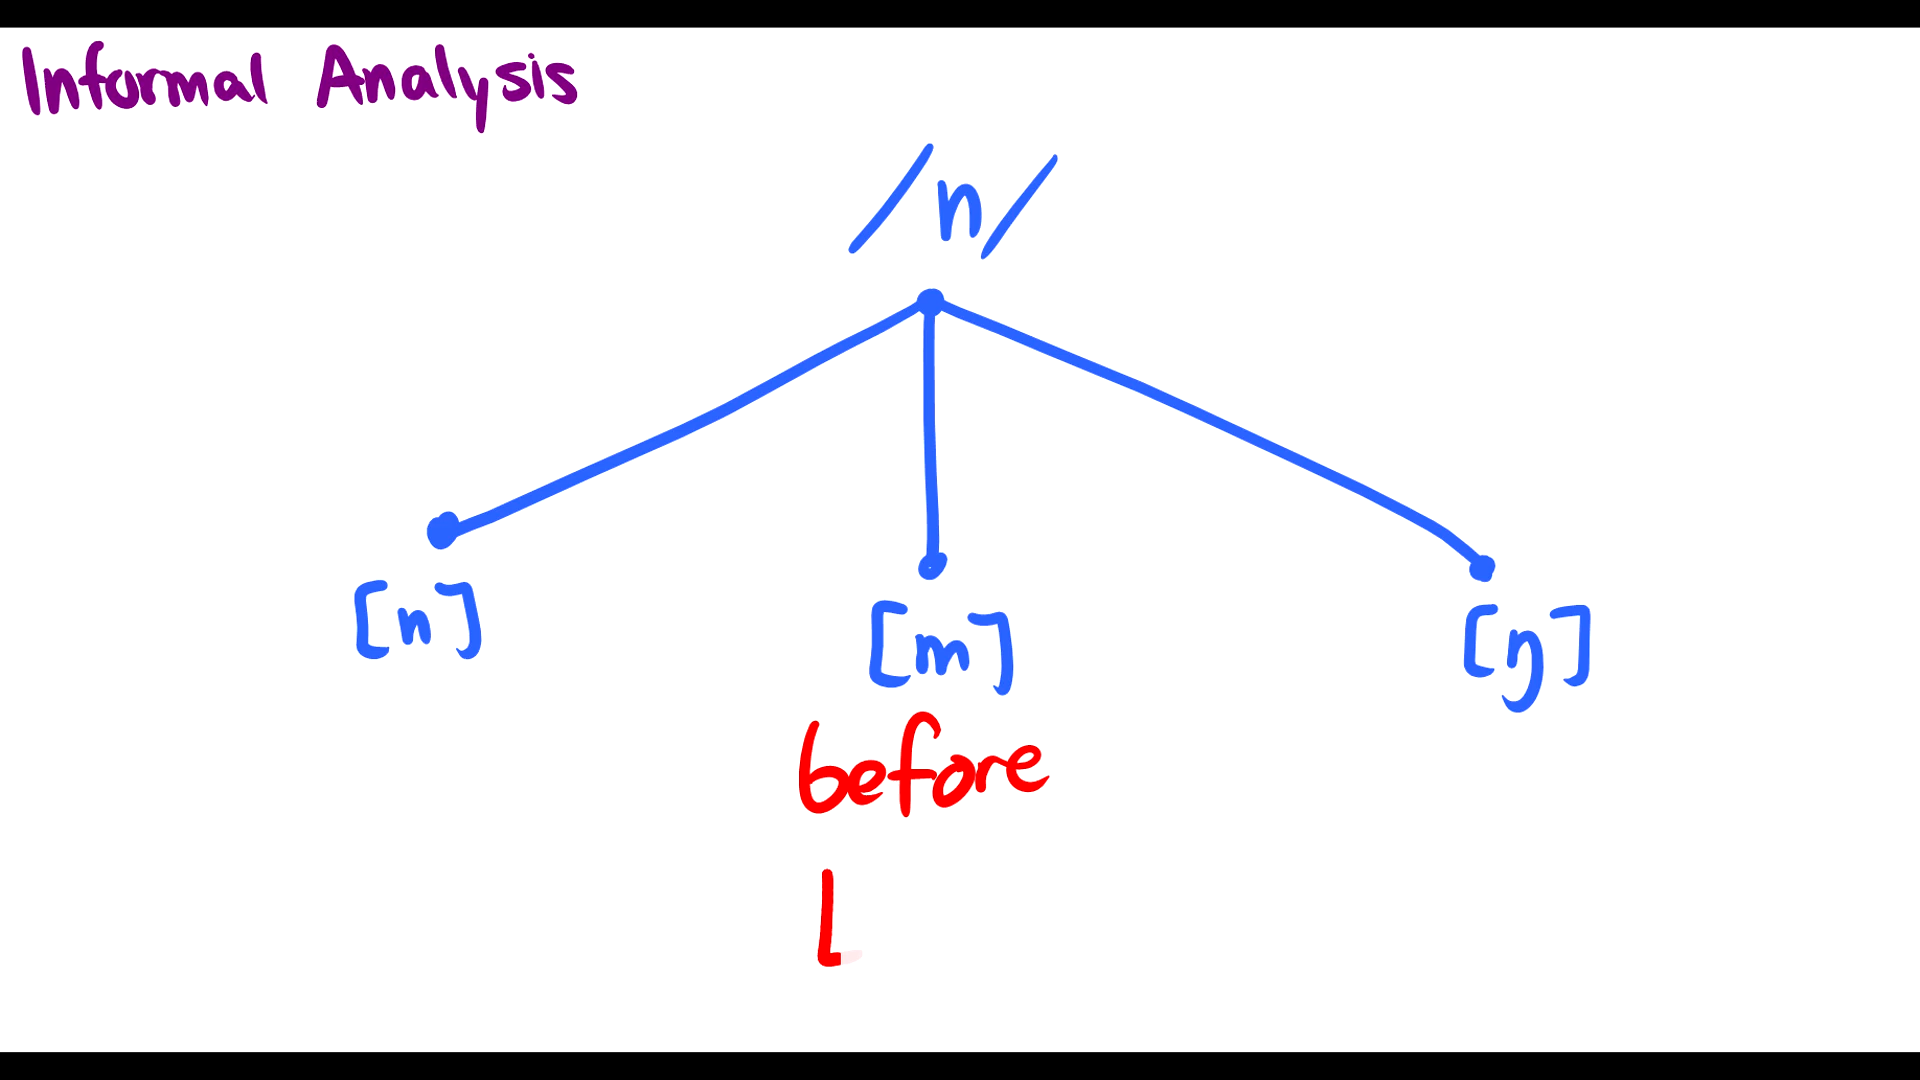 Informal Analysis
/n/
[n] [m] [ŋ]
before
L